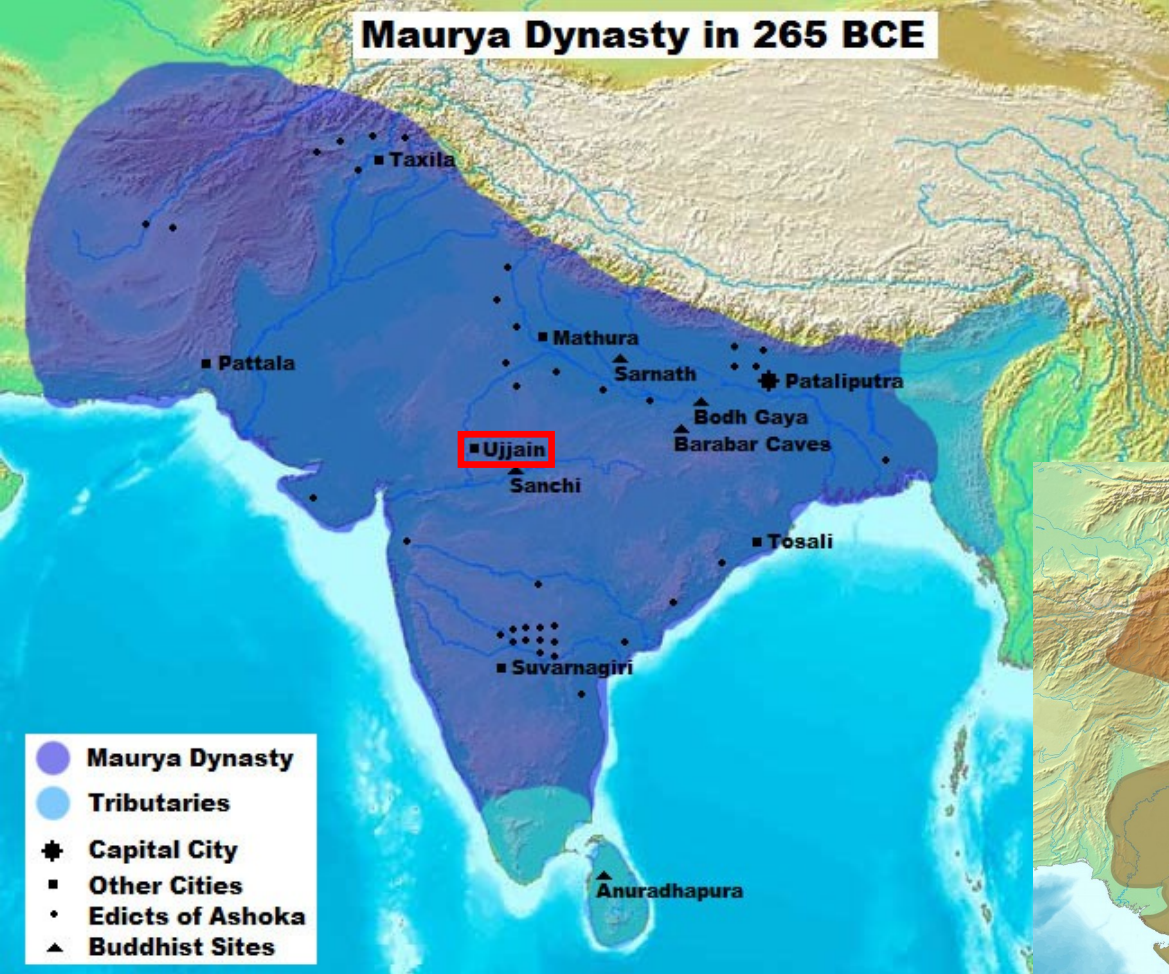 Maurya Dynasty in 265 BCE
Taxila
Mathura
Pattala
Sarnath
Pataliputra
Bodh Gaya
Barabar Caves
Ujjain
Sanchi
Tosali
Suvarnagiri
Anuradhapura
Maurya Dynasty
Tributaries
Capital City
Other Cities
Edicts of Ashoka
Buddhist Sites